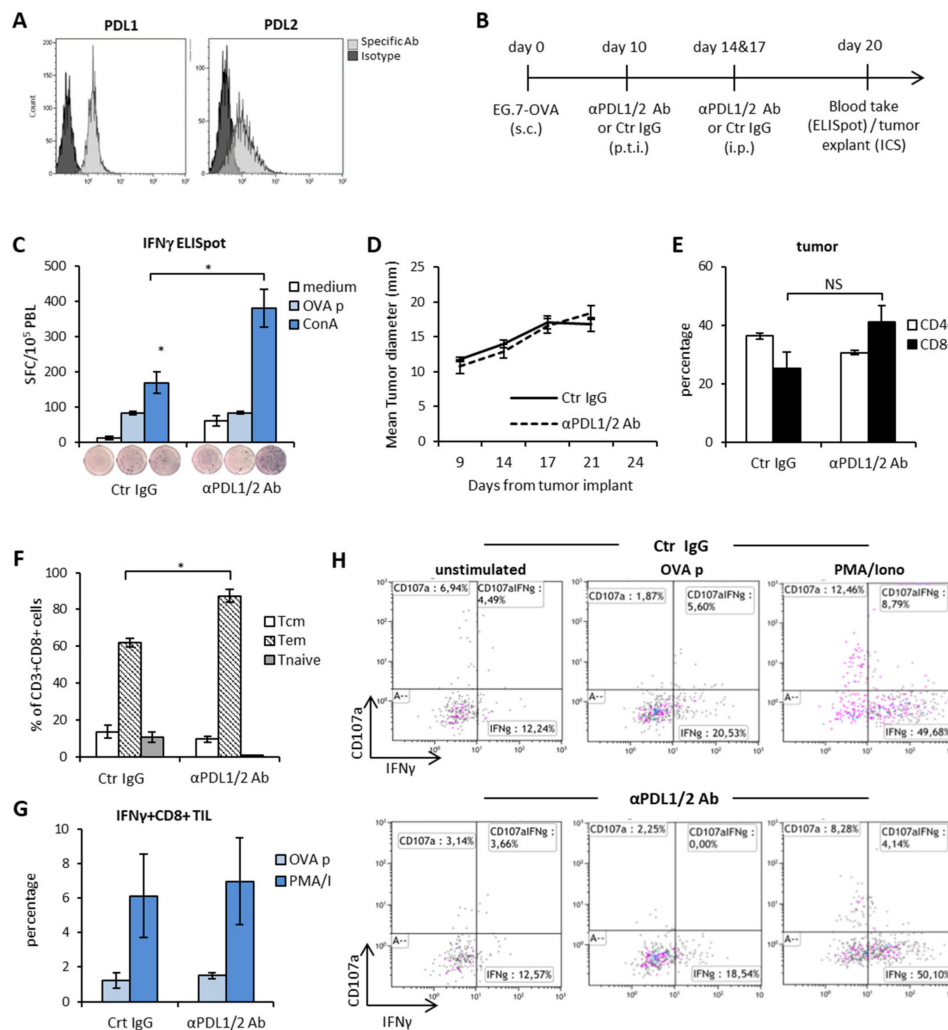 A
PDL1
PDL2
Specific Ab
Isotype
Count
B
day 0
day 10
day 14&17
day 20
EG.7-OVA
(s.c.)
αPDL1/2 Ab
or Ctr IgG
(p.t.i.)
αPDL1/2 Ab
or Ctr IgG
(i.p.)
Blood take
(ELISpot)/tumor
explant (ICS)
C
IFNγ ELISpot
SFC/10⁵ PBL
500
400
300
200
100
0
*
*
medium
OVA p
ConA
Ctr IgG
αPDL1/2 Ab
D
Mean Tumor diameter (mm)
25
20
15
10
5
0
Ctr IgG
αPDL1/2 Ab
9 14 17 21 24
Days from tumor implant
E
tumor
percentage
60
40
20
0
NS
CD4
CD8
Ctr IgG
αPDL1/2 Ab
F
% of CD3+CD8+ cells
100
80
60
40
20
0
*
Tcm
Tem
Tnaive
Ctr IgG
αPDL1/2 Ab
G
IFNγ+CD8+ TIL
percentage
10
8
6
4
2
0
OVA p
PMA/I
Crt IgG
αPDL1/2 Ab
H
Ctr IgG
unstimulated
OVA p
PMA/Iono
CD107a : 6,94%
CD107aIFNg :
4,49%
A--
IFNg : 12,24%
CD107a : 1,87%
CD107aIFNg :
5,60%
A--
IFNg : 20,53%
CD107a : 12,46%
CD107aIFNg :
8,79%
A--
IFNg : 49,68%
CD107a
IFNγ
αPDL1/2 Ab
CD107a : 3,14%
CD107aIFNg :
3,66%
A--
IFNg : 12,57%
CD107a : 2,25%
CD107aIFNg :
0,00%
A--
IFNg : 18,54%
CD107a : 8,28%
CD107aIFNg :
4,14%
A--
IFNg : 50,10%
CD107a
IFNγ